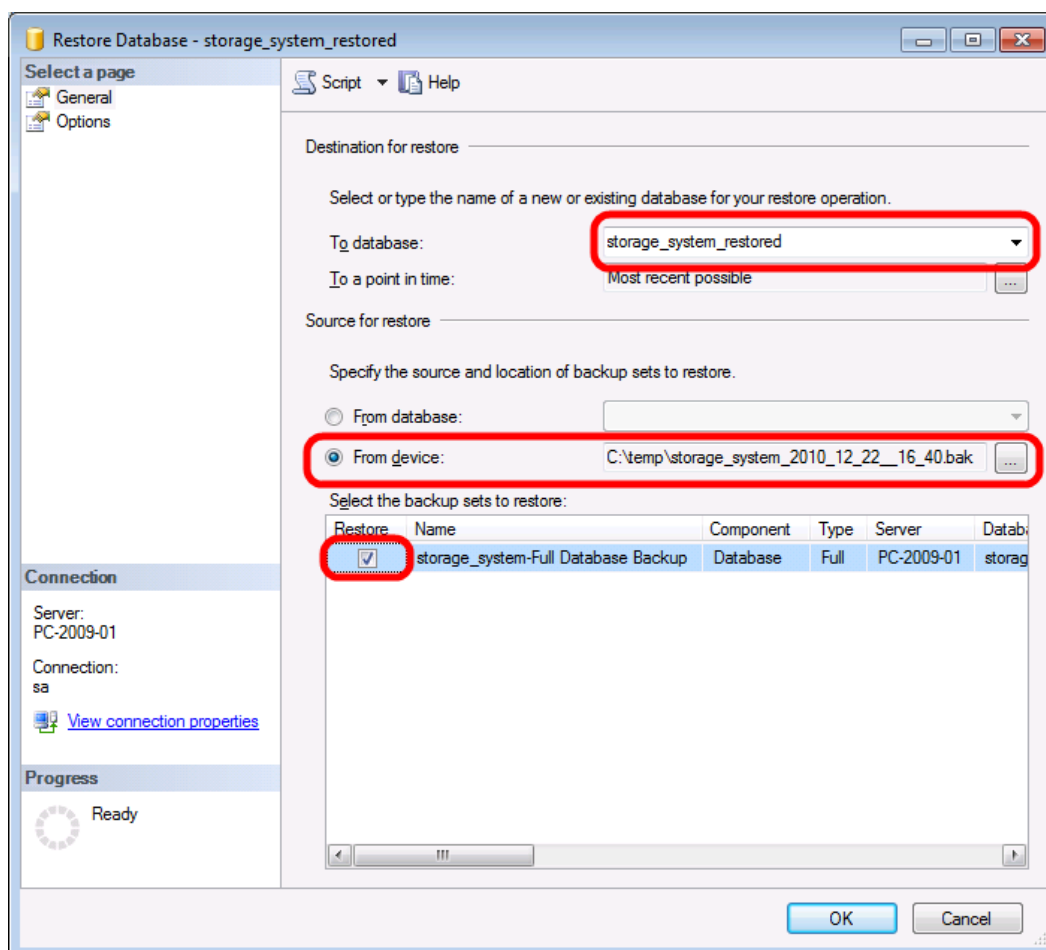 Restore Database - storage_system_restored
Select a page
General
Options
Script
Help
Destination for restore
Select or type the name of a new or existing database for your restore operation.
To database:
storage_system_restored
To a point in time:
Most recent possible
...
Source for restore
Specify the source and location of backup sets to restore.
From database:
From device:
C:\temp\storage_system_2010_12_22__16_40.bak
...
Select the backup sets to restore:
Restore Name Component Type Server Databa
storage_system-Full Database Backup Database Full PC-2009-01 storag
Connection
Server:
PC-2009-01
Connection:
sa
View connection properties
Progress
Ready
OK
Cancel